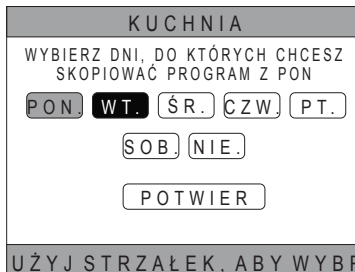 KUCHNIA
WYBIERZ DNI, DO KTÓRYCH CHCESZ
SKOPIOWAĆ PROGRAM Z PON
PON. WT. ŚR. CZW. PT.
SOB. NIE.
POTWIER
UŻYJ STRZAŁEK, ABY